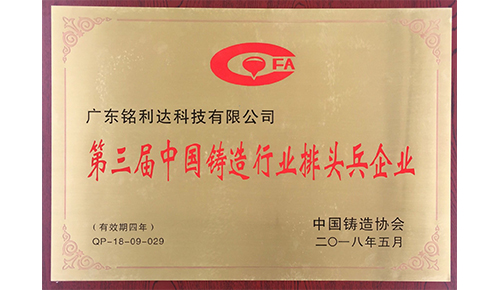 CFA
广东铭利达科技有限公司
第三届中国铸造行业排头兵企业
(有效期四年)
QP-18-09-029
中国铸造协会
二〇一八年五月